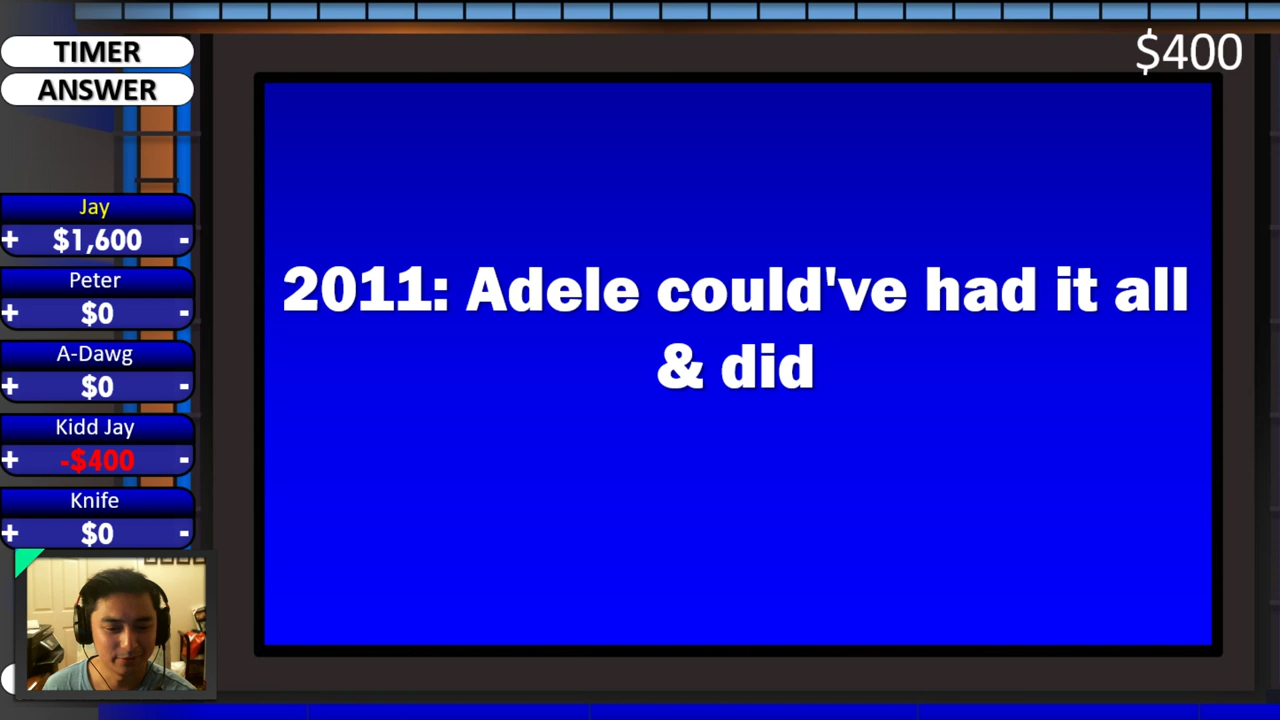 $400
TIMER
ANSWER
Jay
+ $1,600 -
Peter
+ $0 -
A-Dawg
+ $0 -
Kidd Jay
+ -$400 -
Knife
+ $0 -
2011: Adele could've had it all
& did